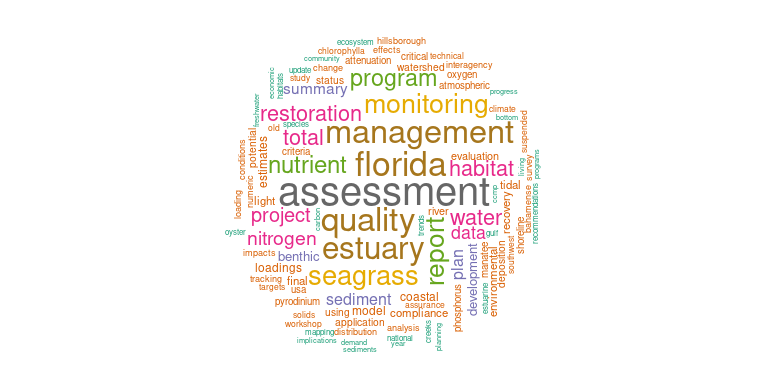 ecosystem hillsborough
chlorophylla effects
community attenuation critical technical
update change watershed interagency
economic habitats study status program oxygen
summary atmospheric progress
freshwater restoration monitoring climate
old species total management bottom suspended
conditions potential estimates criteria nutrient florida evaluation habitat living survey programs
numeric light assessment tidal ccmp
loading project carbon quality river water recovery bahamense recommendations
oyster nitrogen estuary trends report data gulf shoreline
impacts benthic plan development manatee environmental deposition southwest
tracking loadings seagrass
targets final
usa sediment coastal phosphorus estuarine
pyrodinium assurance
solids using model compliance
workshop application analysis creeks planning
mapping distribution national
implications demand year
sediments